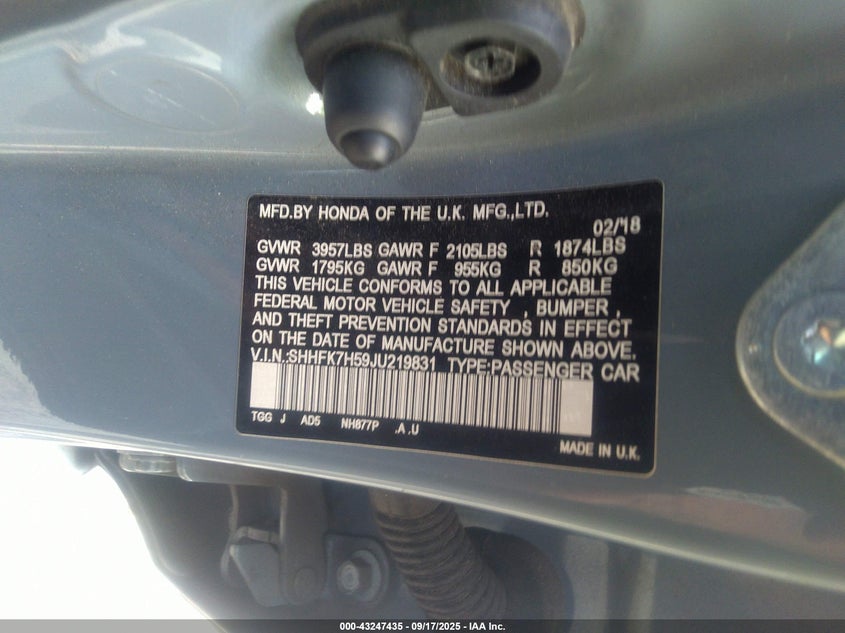 MFD.BY HONDA OF THE U.K. MFG.,LTD.
02/'18
GVWR 3957LBS GAWR F 2105LBS R 1874LBS
GVWR 1795KG GAWR F 955KG R 850KG
THIS VEHICLE CONFORMS TO ALL APPLICABLE
FEDERAL MOTOR VEHICLE SAFETY , BUMPER ,
AND THEFT PREVENTION STANDARDS IN EFFECT
ON THE DATE OF MANUFACTURE SHOWN ABOVE.
V.I.N.:SHHFK7H59JU219831 TYPE:PASSENGER CAR
TGG J AD5 NH877P .A .U
MADE IN U.K.
000-43247435 - 09/17/2025 - IAA Inc.